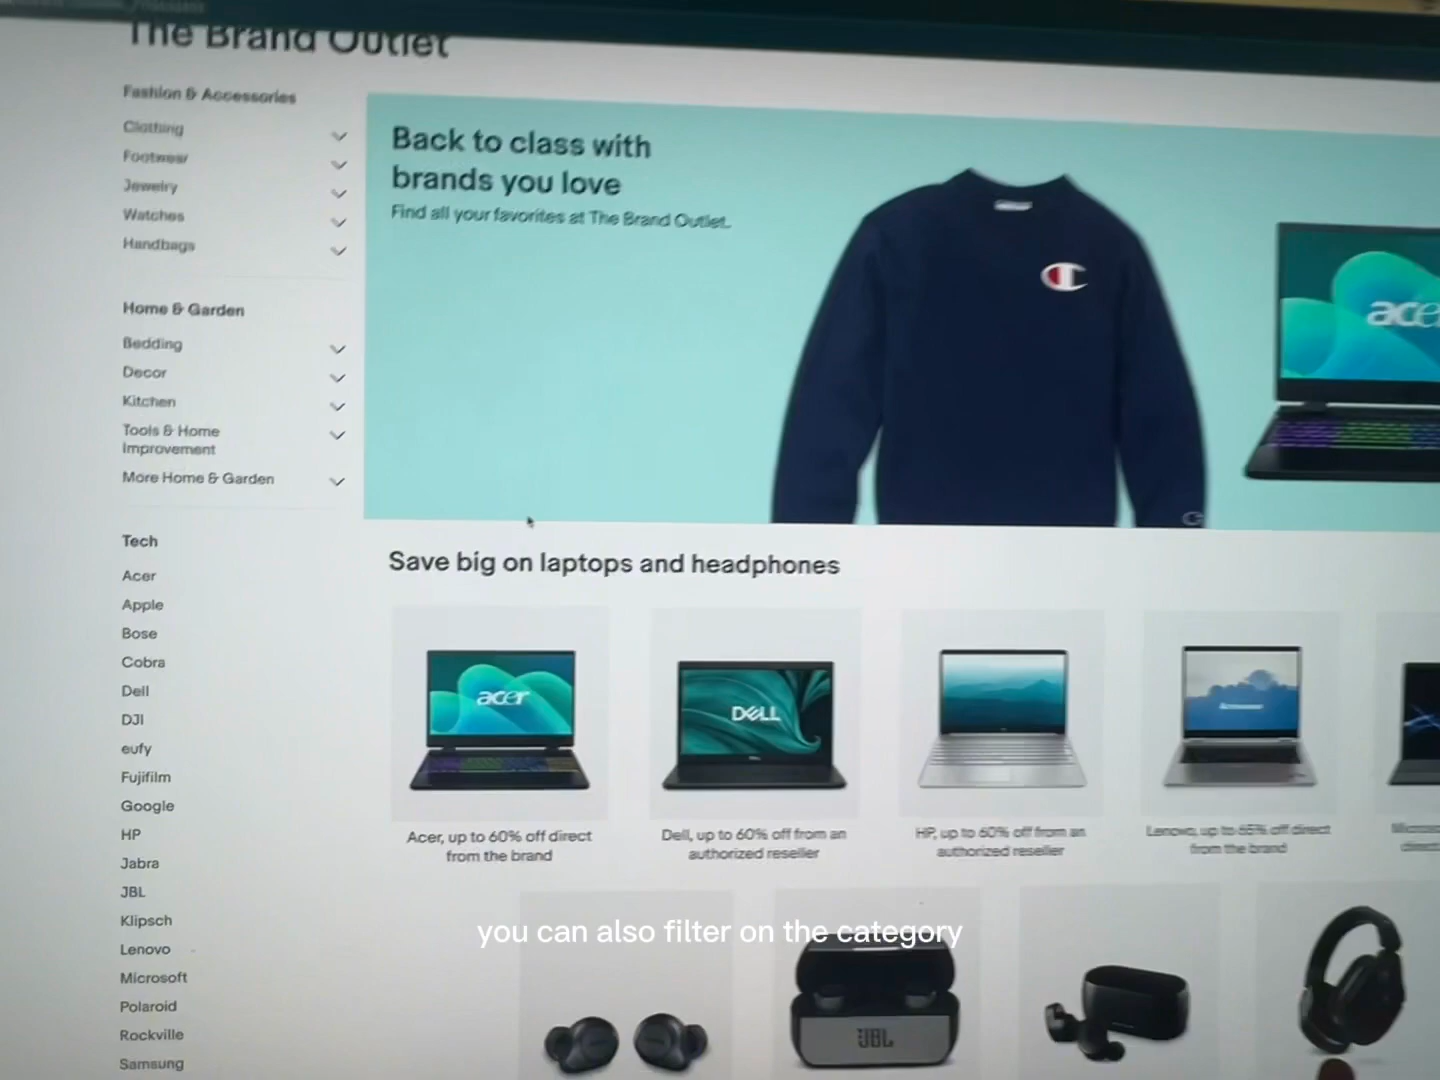 The Brand Outlet
Fashion & Accessories
Clothing
Footwear
Jewelry
Watches
Handbags
Home & Garden
Bedding
Decor
Kitchen
Tools & Home
Improvement
More Home & Garden
Tech
Acer
Apple
Bose
Cobra
Dell
DJI
eufy
Fujifilm
Google
HP
Jabra
JBL
Klipsch
Lenovo
Microsoft
Polaroid
Rockville
Samsung
Back to class with
brands you love
Find all your favorites at The Brand Outlet.
acer
Save big on laptops and headphones
acer
DELL
Acer, up to 60% off direct
from the brand
Dell, up to 60% off from an
authorized reseller
HP, up to 60% off from an
authorized reseller
Lenovo, up to 65% off direct
from the brand
you can also filter on the category
JBL